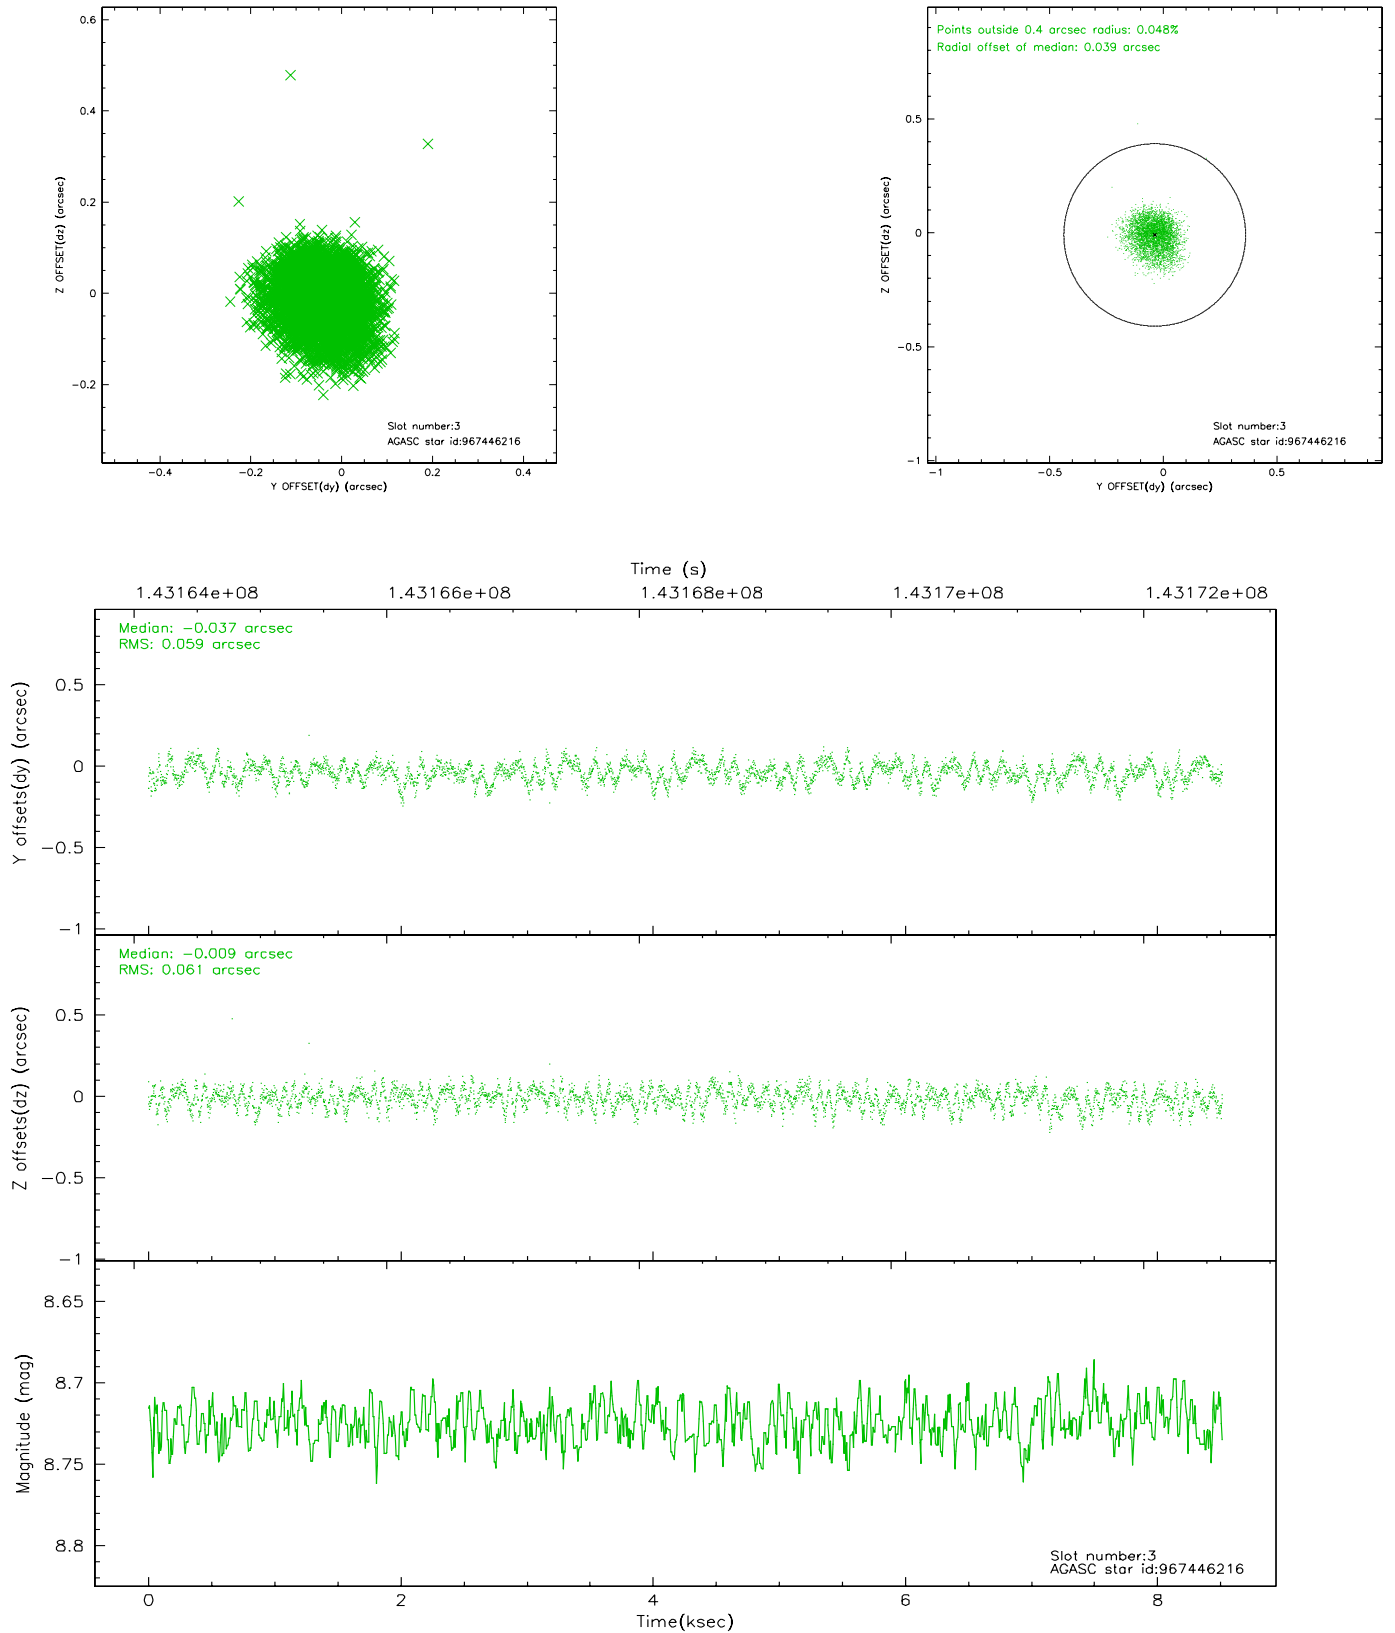 0.6
0.4
0.2
0
−0.2
Z OFFSET(dz) (arcsec)
Slot number:3
AGASC star id:967446216
−0.4 −0.2 0 0.2 0.4
Y OFFSET(dy) (arcsec)
Points outside 0.4 arcsec radius: 0.048%
Radial offset of median: 0.039 arcsec
0.5
0
−0.5
−1
Z OFFSET(dz) (arcsec)
Slot number:3
AGASC star id:967446216
−1 −0.5 0 0.5
Y OFFSET(dy) (arcsec)
Time (s)
1.43164e+08 1.43166e+08 1.43168e+08 1.4317e+08 1.43172e+08
Median: −0.037 arcsec
RMS: 0.059 arcsec
0.5
0
−0.5
−1
Y offsets(dy) (arcsec)
Median: −0.009 arcsec
RMS: 0.061 arcsec
0.5
0
−0.5
−1
Z offsets(dz) (arcsec)
8.65
8.7
8.75
8.8
Magnitude (mag)
Slot number:3
AGASC star id:967446216
0 2 4 6 8
Time(ksec)